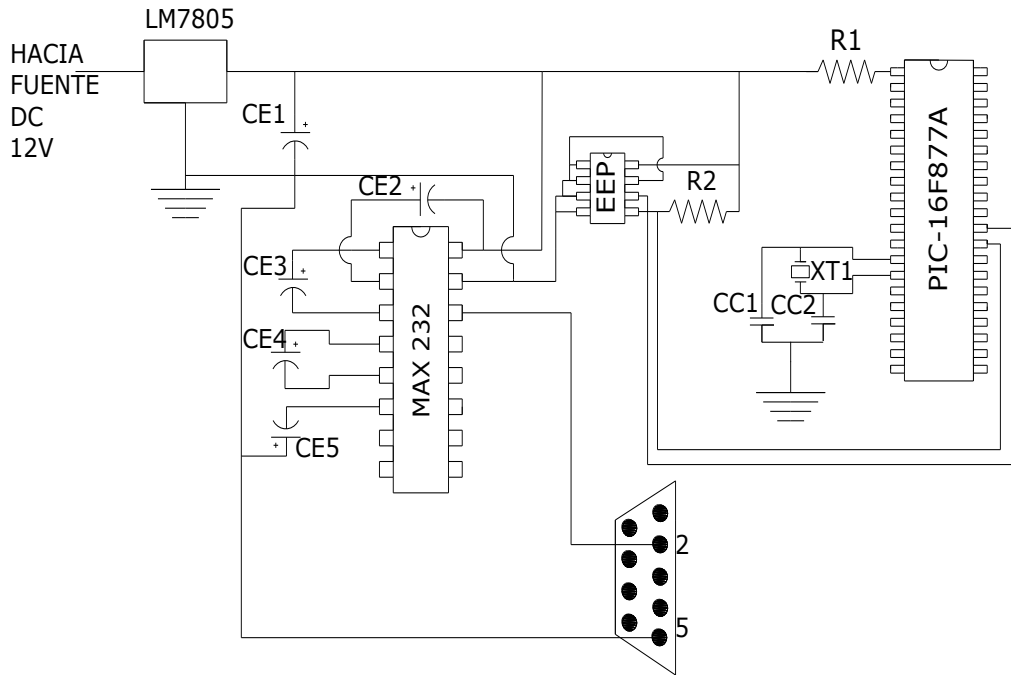 LM7805
HACIA
FUENTE
DC
12V
CE1
R1
PIC-16F877A
CE2
EEP
R2
CE3
XT1
CC1
CC2
CE4
MAX 232
CE5
2
5